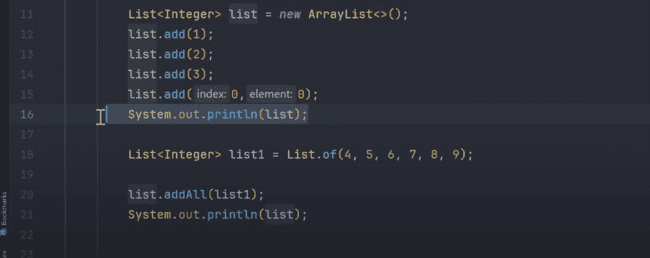 11 List<Integer> list = new ArrayList<>();
12 list.add(1);
13 list.add(2);
14 list.add(3);
15 list.add( index: 0, element: 0);
16 System.out.println(list);
17
18 List<Integer> list1 = List.of(4, 5, 6, 7, 8, 9);
19
20 list.addAll(list1);
21 System.out.println(list);
22
23
Bookmarks